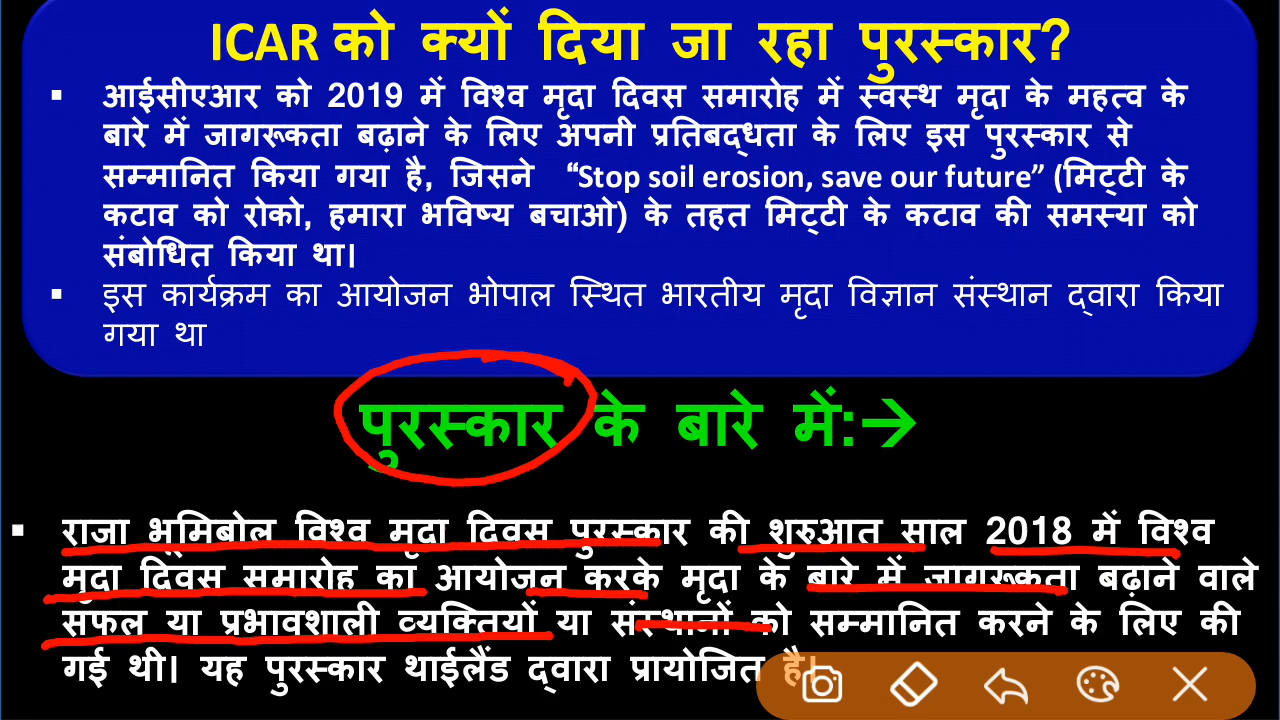 ICAR को क्यों दिया जा रहा पुरस्कार?
▪ आईसीएआर को 2019 में विश्व मृदा दिवस समारोह में स्वस्थ मृदा के महत्व के
बारे में जागरूकता बढ़ाने के लिए अपनी प्रतिबद्धता के लिए इस पुरस्कार से
सम्मानित किया गया है, जिसने “Stop soil erosion, save our future” (मिट्टी के
कटाव को रोको, हमारा भविष्य बचाओ) के तहत मिट्टी के कटाव की समस्या को
संबोधित किया था।
▪ इस कार्यक्रम का आयोजन भोपाल स्थित भारतीय मृदा विज्ञान संस्थान द्वारा किया
गया था
पुरस्कार के बारे में:→
▪ राजा भूमिबोल विश्व मृदा दिवस पुरस्कार की शुरुआत साल 2018 में विश्व
मृदा दिवस समारोह का आयोजन करके मृदा के बारे में जागरूकता बढ़ाने वाले
सफल या प्रभावशाली व्यक्तियों या संस्थानों को सम्मानित करने के लिए की
गई थी। यह पुरस्कार थाईलैंड द्वारा प्रायोजित है।